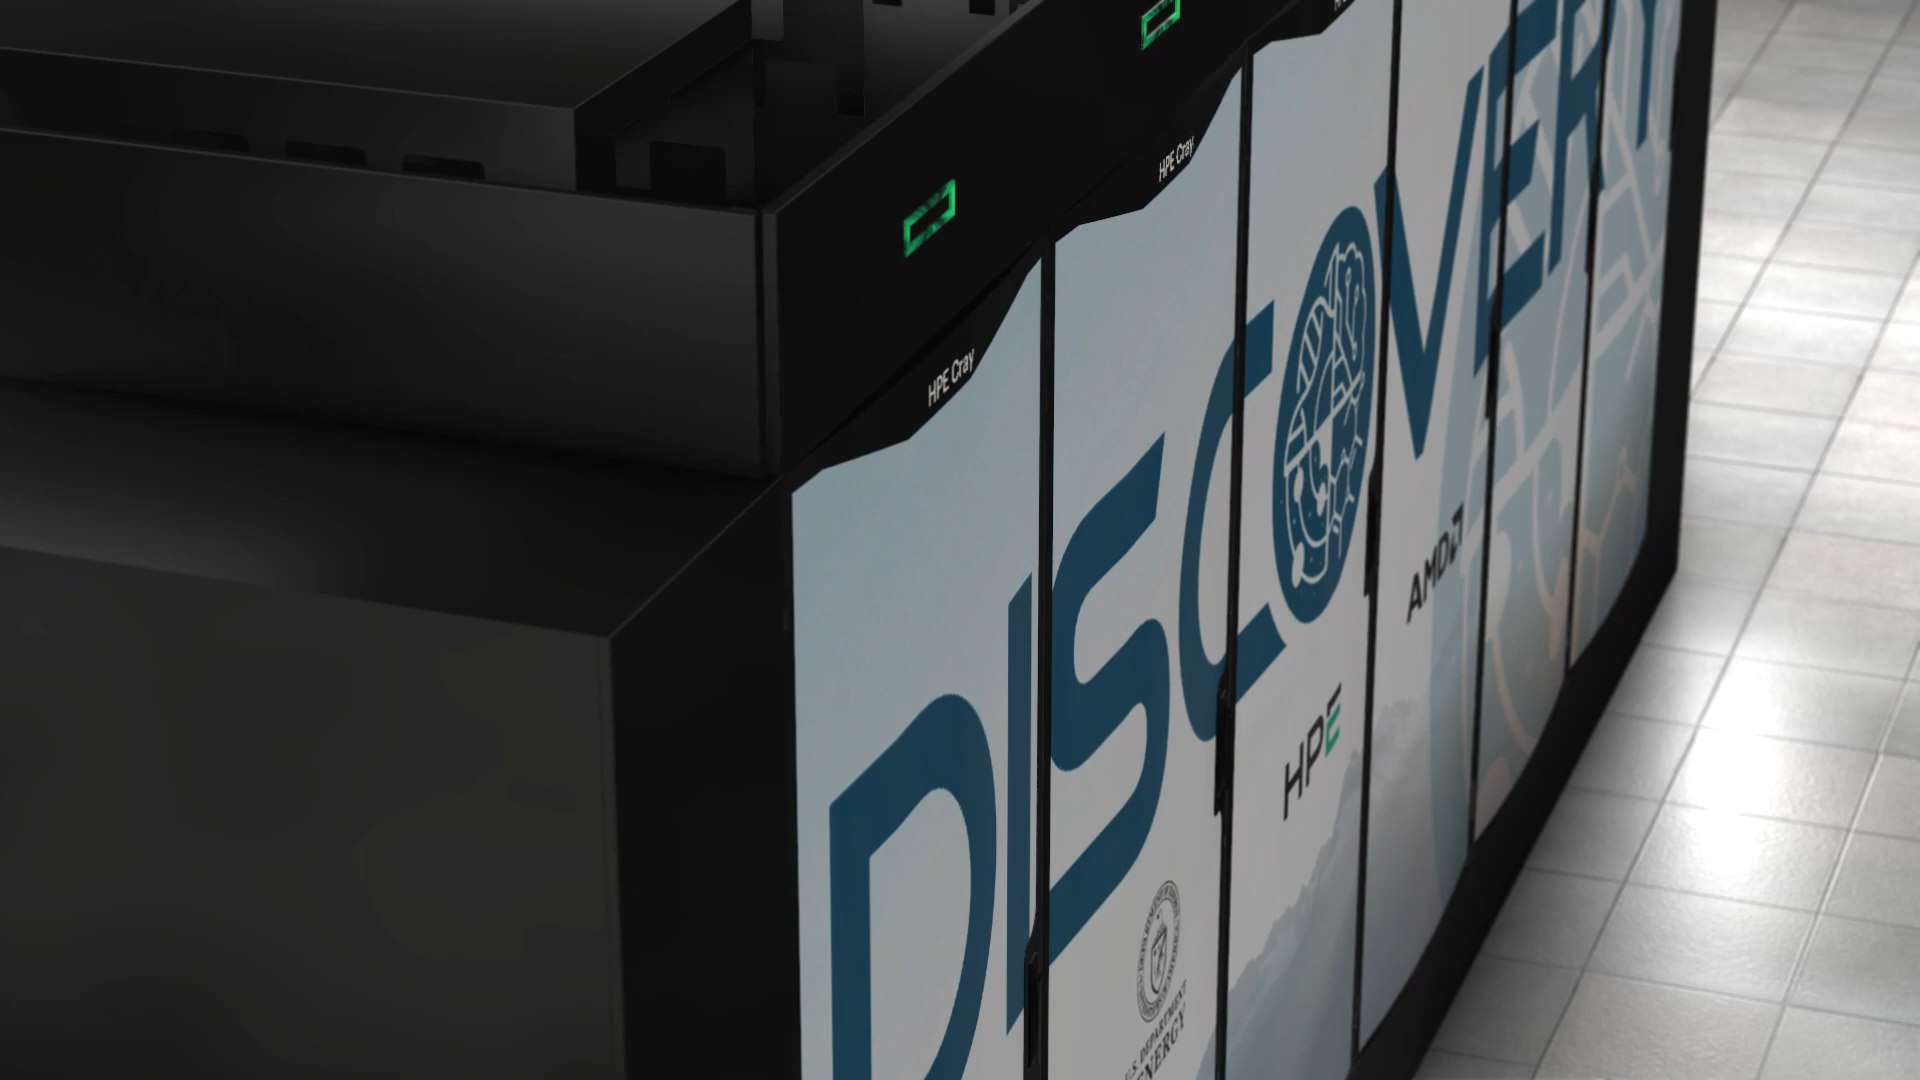 HPE Cray
HPE Cray
DISCOVERY
AMD
HPE
U.S. DEPARTMENT
ENERGY